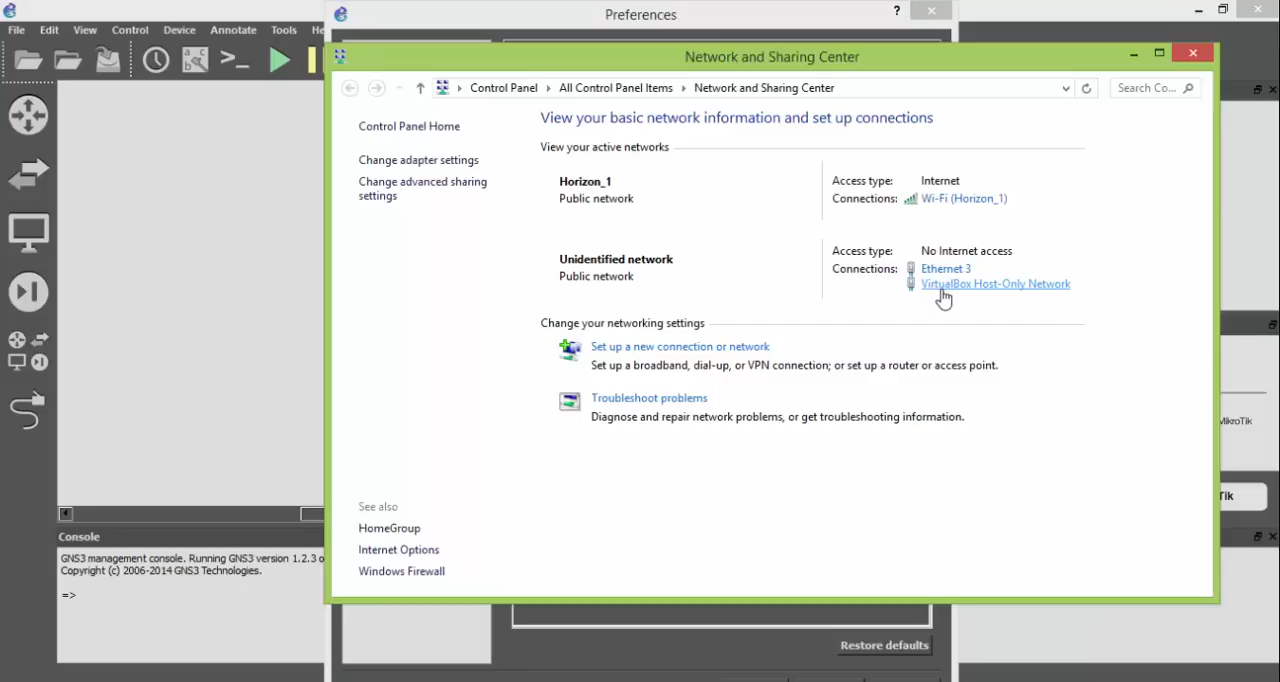 Preferences
?
File Edit View Control Device Annotate Tools He
Network and Sharing Center
Control Panel All Control Panel Items Network and Sharing Center
Search Co...
Control Panel Home
Change adapter settings
Change advanced sharing
settings
View your basic network information and set up connections
View your active networks
Horizon_1
Public network
Access type: Internet
Connections: Wi-Fi (Horizon_1)
Unidentified network
Public network
Access type: No Internet access
Connections: Ethernet 3
VirtualBox Host-Only Network
Change your networking settings
Set up a new connection or network
Set up a broadband, dial-up, or VPN connection; or set up a router or access point.
Troubleshoot problems
Diagnose and repair network problems, or get troubleshooting information.
See also
HomeGroup
Internet Options
Windows Firewall
MikroTik
Tik
Console
GNS3 management console. Running GNS3 version 1.2.3 o
Copyright (c) 2006-2014 GNS3 Technologies.
=>
Restore defaults